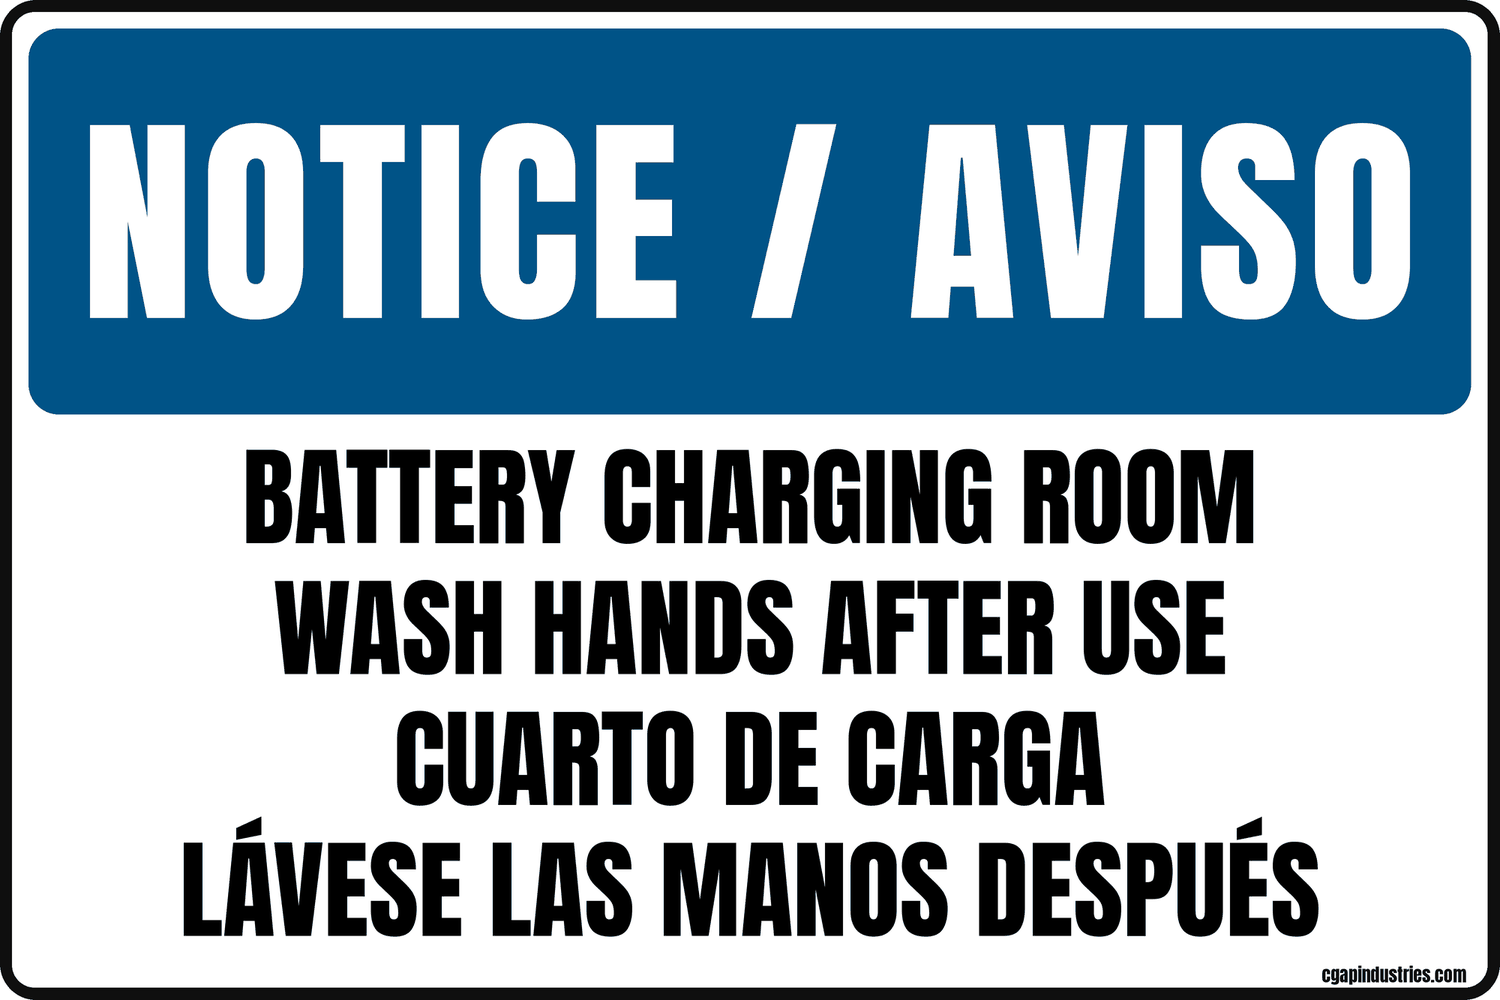 NOTICE / AVISO
BATTERY CHARGING ROOM
WASH HANDS AFTER USE
CUARTO DE CARGA
LÁVESE LAS MANOS DESPUÉS
cgapindustries.com